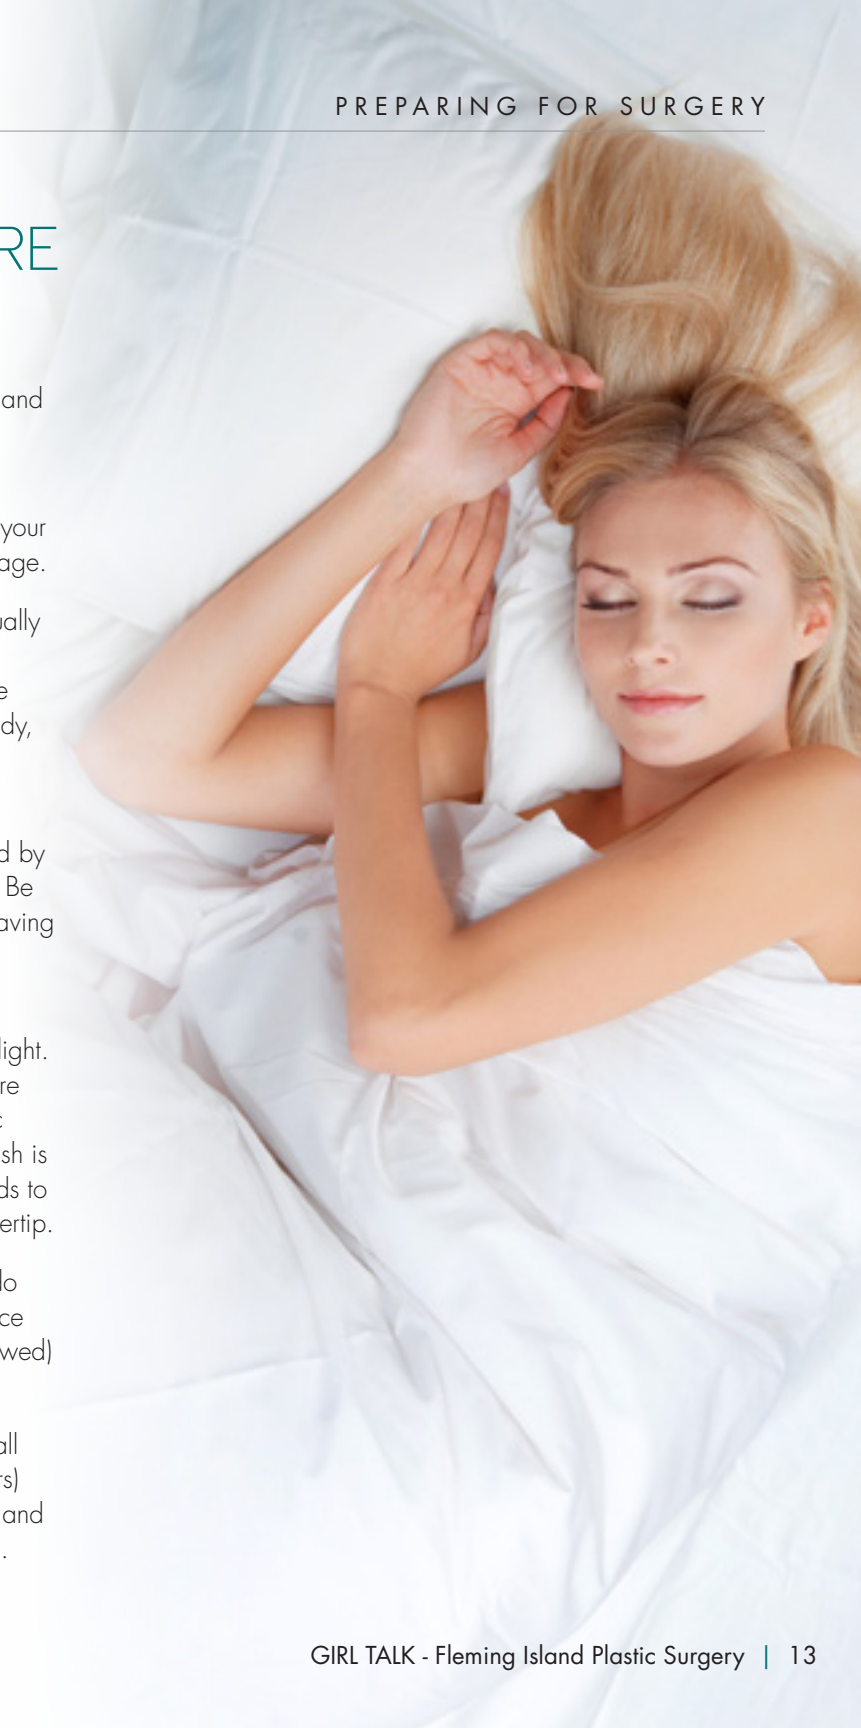 PREPARING FOR SURGERY
RE
and
your
age.
ually
e
dy,
d by
Be
aving
light.
re
c
sh is
ds to
ertip.
lo
ce
wed)
all
rs)
and
.
GIRL TALK - Fleming Island Plastic Surgery | 13